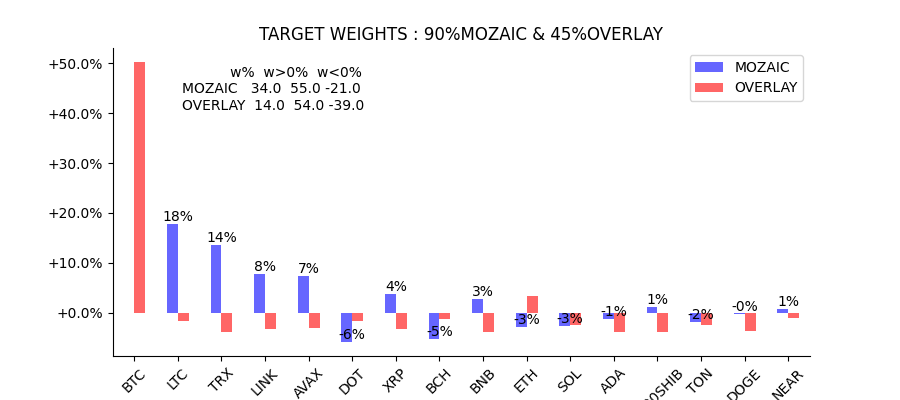 TARGET WEIGHTS : 90%MOZAIC & 45%OVERLAY
+50.0%
+40.0%
+30.0%
+20.0%
+10.0%
+0.0%
w% w>0% w<0%
MOZAIC 34.0 55.0 -21.0
OVERLAY 14.0 54.0 -39.0
MOZAIC
OVERLAY
18%
14%
8%
7%
-6%
4%
-5%
3%
-3%
-3%
-1%
1%
-2%
-0%
1%
BTC
LTC
TRX
LINK
AVAX
DOT
XRP
BCH
BNB
ETH
SOL
ADA
TON
DOGE
NEAR